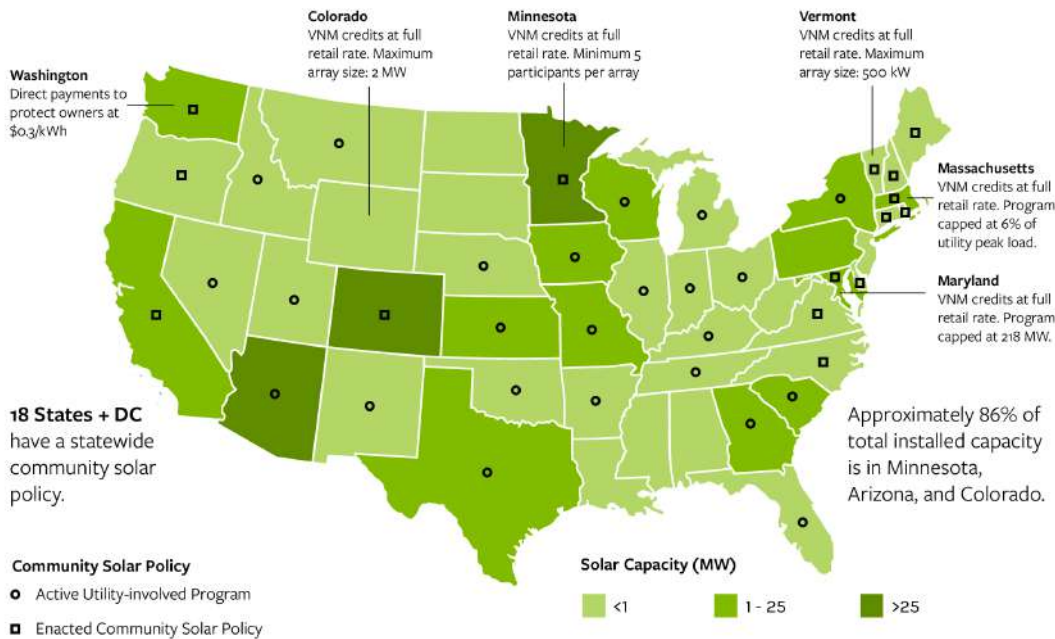 Colorado
VNM credits at full
retail rate. Maximum
array size: 2 MW
Minnesota
VNM credits at full
retail rate. Minimum 5
participants per array
Vermont
VNM credits at full
retail rate. Maximum
array size: 500 kW
Washington
Direct payments to
protect owners at
$0.3/kWh
Massachusetts
VNM credits at full
retail rate. Program
capped at 6% of
utility peak load.
Maryland
VNM credits at full
retail rate. Program
capped at 218 MW.
18 States + DC
have a statewide
community solar
policy.
Approximately 86% of
total installed capacity
is in Minnesota,
Arizona, and Colorado.
Community Solar Policy
Active Utility-involved Program
Enacted Community Solar Policy
Solar Capacity (MW)
<1
1 - 25
>25